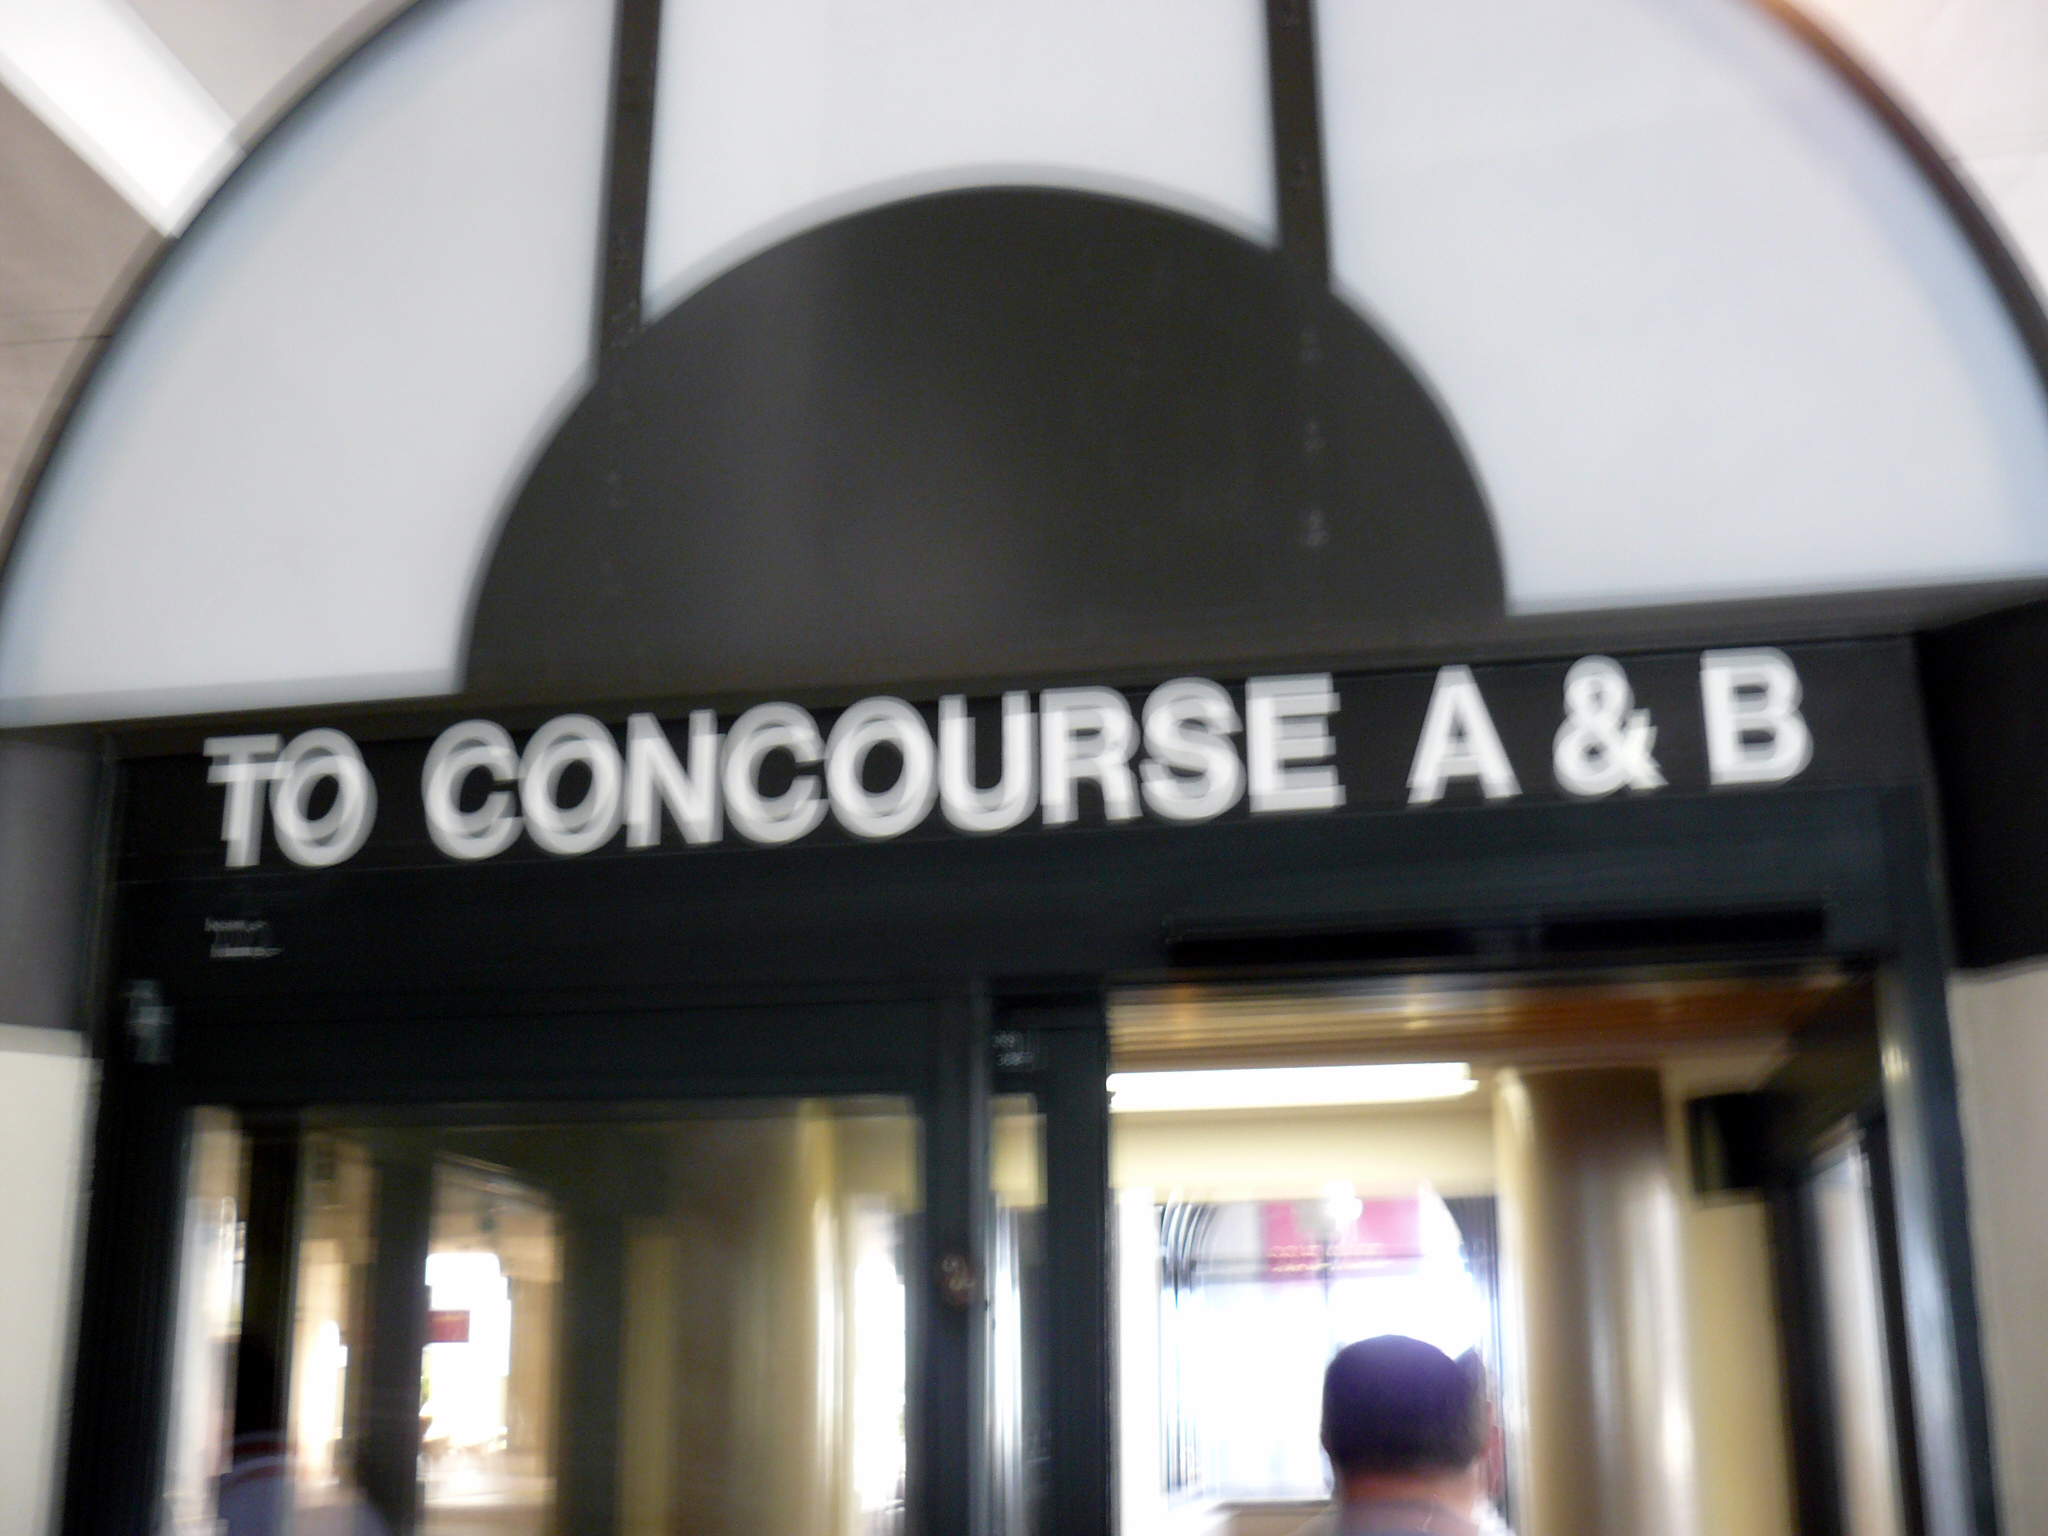 TO CONCOURSE A & B